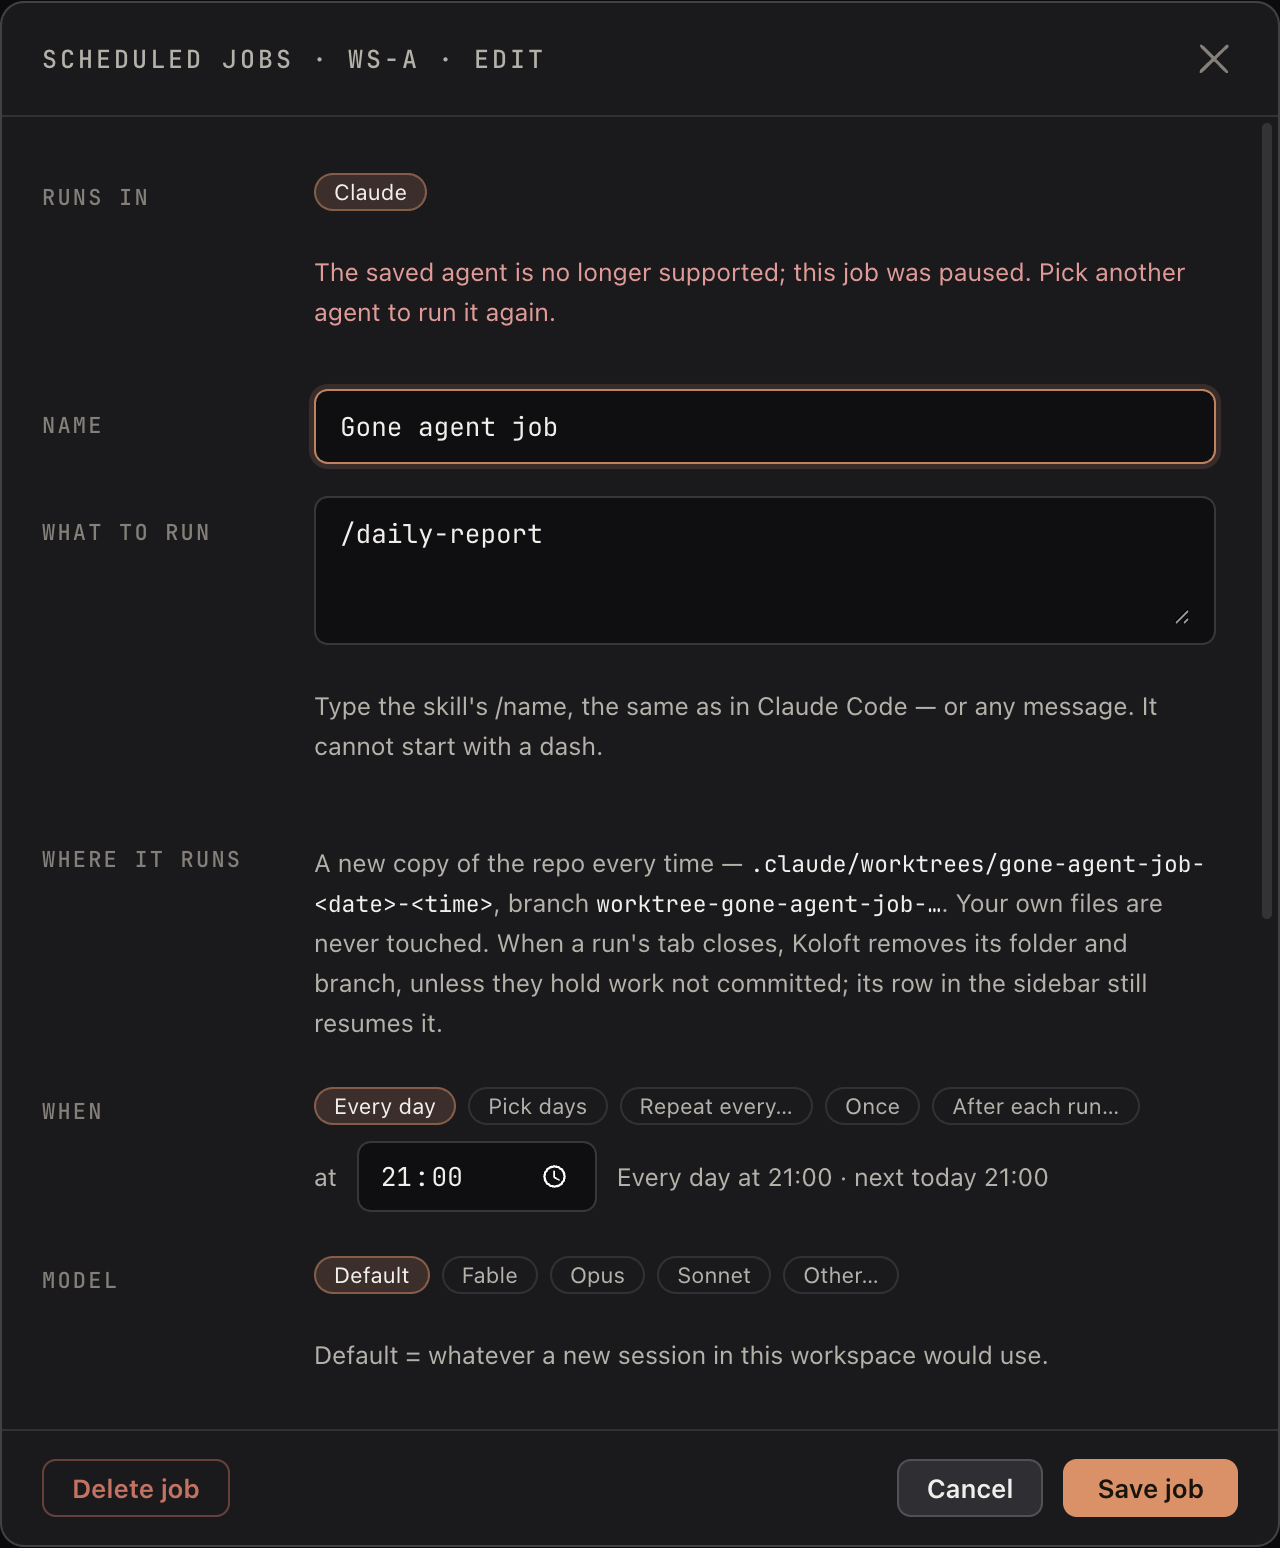 SCHEDULED JOBS · WS-A · EDIT
RUNS IN
Claude
The saved agent is no longer supported; this job was paused. Pick another
agent to run it again.
NAME
Gone agent job
WHAT TO RUN
/daily-report
Type the skill's /name, the same as in Claude Code — or any message. It
cannot start with a dash.
WHERE IT RUNS
A new copy of the repo every time — .claude/worktrees/gone-agent-job-
<date>-<time>, branch worktree-gone-agent-job-…. Your own files are
never touched. When a run's tab closes, Koloft removes its folder and
branch, unless they hold work not committed; its row in the sidebar still
resumes it.
WHEN
Every day Pick days Repeat every… Once After each run…
at 21:00 Every day at 21:00 · next today 21:00
MODEL
Default Fable Opus Sonnet Other…
Default = whatever a new session in this workspace would use.
Delete job Cancel Save job